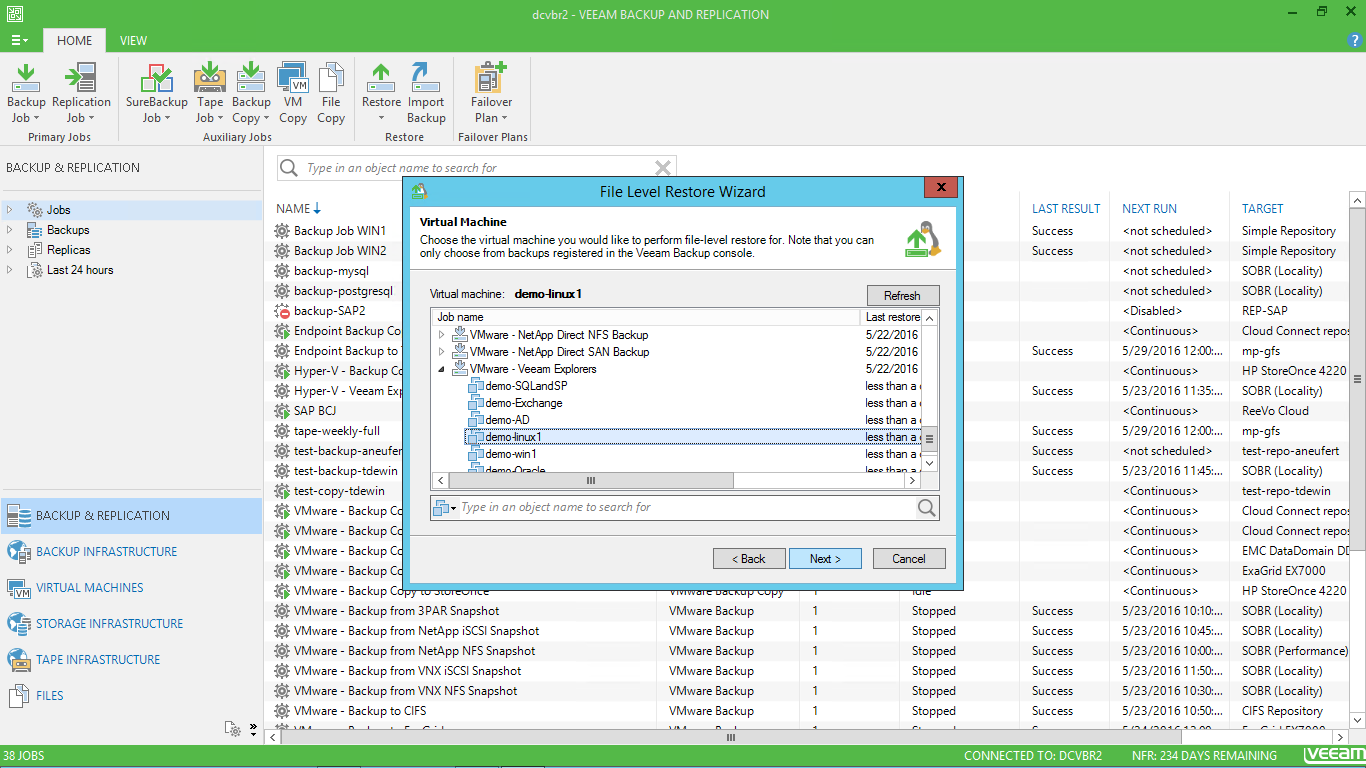 dcvbr2 - VEEAM BACKUP AND REPLICATION
HOME VIEW
Backup Job
Replication Job
SureBackup Job
Tape Job
Backup Copy
VM Copy
File Copy
Restore
Import Backup
Failover Plan
Primary Jobs
Auxiliary Jobs
Restore
Failover Plans
BACKUP & REPLICATION
Jobs
Backups
Replicas
Last 24 hours
BACKUP & REPLICATION
BACKUP INFRASTRUCTURE
VIRTUAL MACHINES
STORAGE INFRASTRUCTURE
TAPE INFRASTRUCTURE
FILES
Type in an object name to search for
NAME LAST RESULT NEXT RUN TARGET
Backup Job WIN1 Success <not scheduled> Simple Repository
Backup Job WIN2 Success <not scheduled> Simple Repository
backup-mysql <not scheduled> SOBR (Locality)
backup-postgresql <not scheduled> SOBR (Locality)
backup-SAP2 <Disabled> REP-SAP
Endpoint Backup Co <Continuous> Cloud Connect repos
Endpoint Backup to Success 5/29/2016 12:00:... mp-gfs
Hyper-V - Backup Co <Continuous> HP StoreOnce 4220
Hyper-V - Veeam Exp Success 5/23/2016 11:35:... SOBR (Locality)
SAP BCJ <Continuous> ReeVo Cloud
tape-weekly-full Success <Continuous> mp-gfs
test-backup-aneufert Success <not scheduled> test-repo-aneufert
test-backup-tdewin Success 5/23/2016 11:45:... SOBR (Locality)
test-copy-tdewin <Continuous> test-repo-tdewin
VMware - Backup Co <Continuous> Cloud Connect repos
VMware - Backup Co <Continuous> Cloud Connect repos
VMware - Backup Co <Continuous> EMC DataDomain DD
VMware - Backup Co <Continuous> ExaGrid EX7000
VMware - Backup Copy to StoreOnce VMware Backup Copy 1 Idle <Continuous> HP StoreOnce 4220
VMware - Backup from 3PAR Snapshot VMware Backup 1 Stopped Success 5/23/2016 10:10:... SOBR (Locality)
VMware - Backup from NetApp iSCSI Snapshot VMware Backup 1 Stopped Success 5/23/2016 10:45:... SOBR (Locality)
VMware - Backup from NetApp NFS Snapshot VMware Backup 1 Stopped Success 5/23/2016 10:00:... SOBR (Performance)
VMware - Backup from VNX iSCSI Snapshot VMware Backup 1 Stopped Success 5/23/2016 11:50:... SOBR (Locality)
VMware - Backup from VNX NFS Snapshot VMware Backup 1 Stopped Success 5/23/2016 10:30:... SOBR (Locality)
VMware - Backup to CIFS VMware Backup 1 Stopped Success 5/23/2016 10:50:... CIFS Repository
File Level Restore Wizard
Virtual Machine
Choose the virtual machine you would like to perform file-level restore for. Note that you can
only choose from backups registered in the Veeam Backup console.
Virtual machine: demo-linux1 Refresh
Job name Last restore
VMware - NetApp Direct NFS Backup 5/22/2016
VMware - NetApp Direct SAN Backup 5/22/2016
VMware - Veeam Explorers 5/22/2016
demo-SQLandSP less than a
demo-Exchange less than a
demo-AD less than a
demo-linux1 less than a
demo-win1 less than a
demo-Oracle less than a
Type in an object name to search for
< Back Next > Cancel
38 JOBS CONNECTED TO: DCVBR2 NFR: 234 DAYS REMAINING veeam